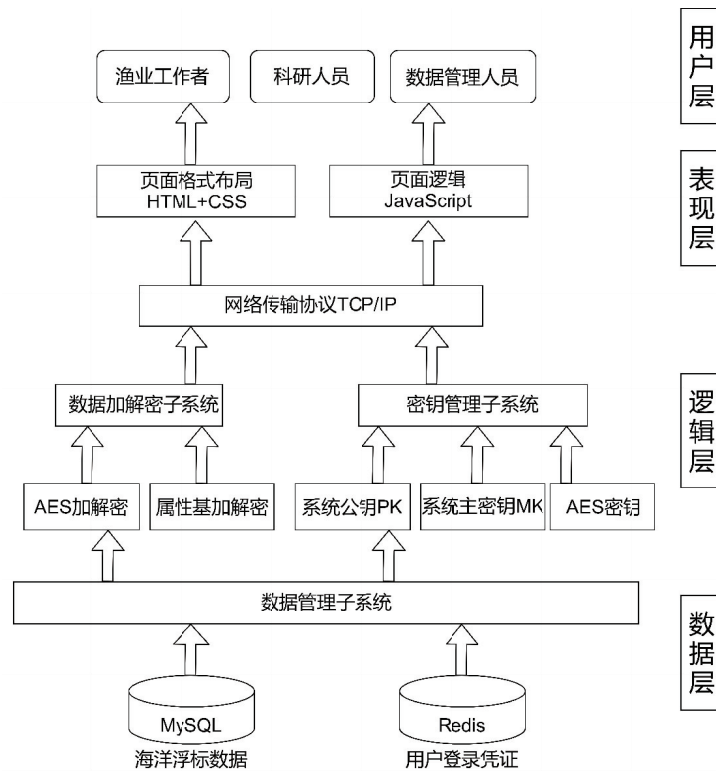 渔业工作者
科研人员
数据管理人员
用户层
页面格式布局
HTML+CSS
页面逻辑
JavaScript
表现层
网络传输协议TCP/IP
数据加解密子系统
密钥管理子系统
逻辑层
AES加解密
属性基加解密
系统公钥PK
系统主密钥MK
AES密钥
数据管理子系统
数据层
MySQL
海洋浮标数据
Redis
用户登录凭证